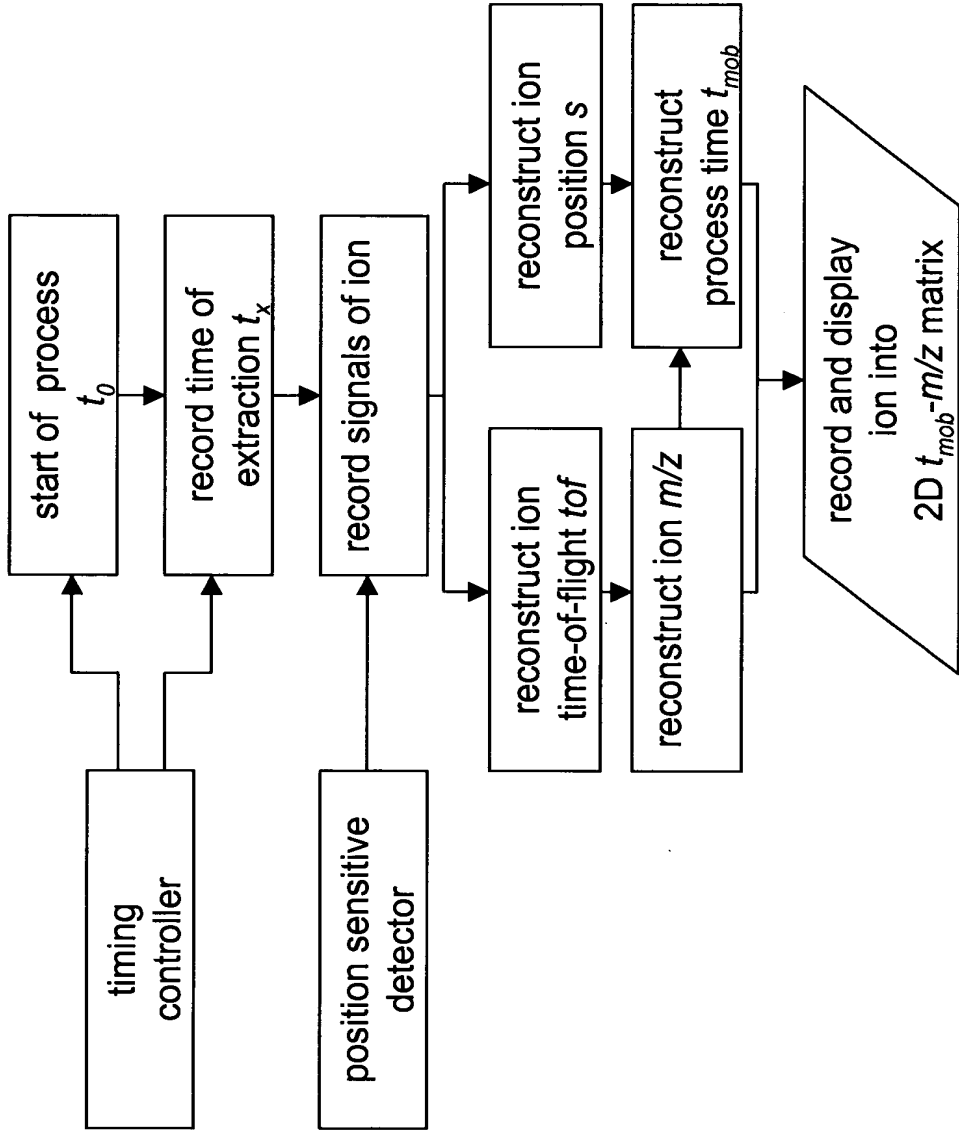 timing
controller
start of process
t₀
record time of
extraction tₓ
position sensitive
detector
record signals of ion
reconstruct ion
time-of-flight tof
reconstruct ion
position s
reconstruct ion m/z
reconstruct
process time t_mob
record and display
ion into
2D t_mob-m/z matrix